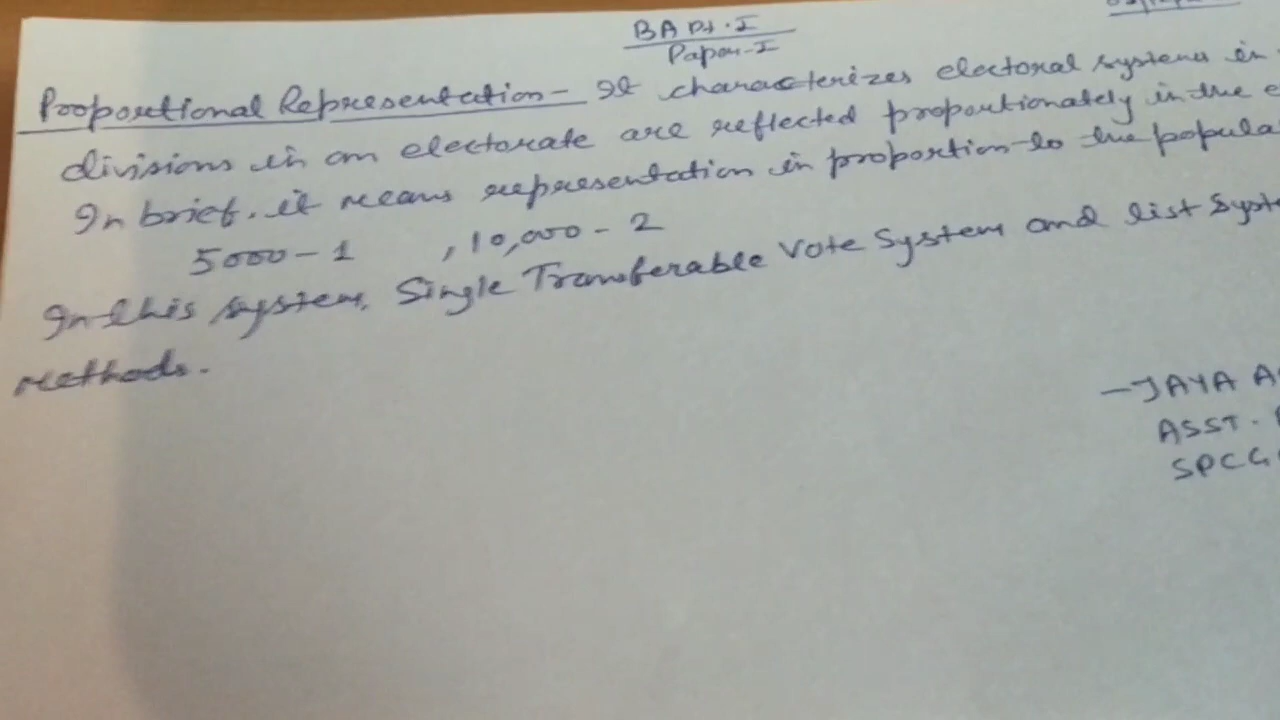 BA Pt.I
Paper-I
Proportional Representation - It characterizes electoral systems in
divisions in an electorate are reflected proportionately in the
In brief, it means representation in proportion to the
5000-1 , 10,000-2
In this system, Single Transferable Vote System and list
methods.
-JAYA
ASST.
SPCG